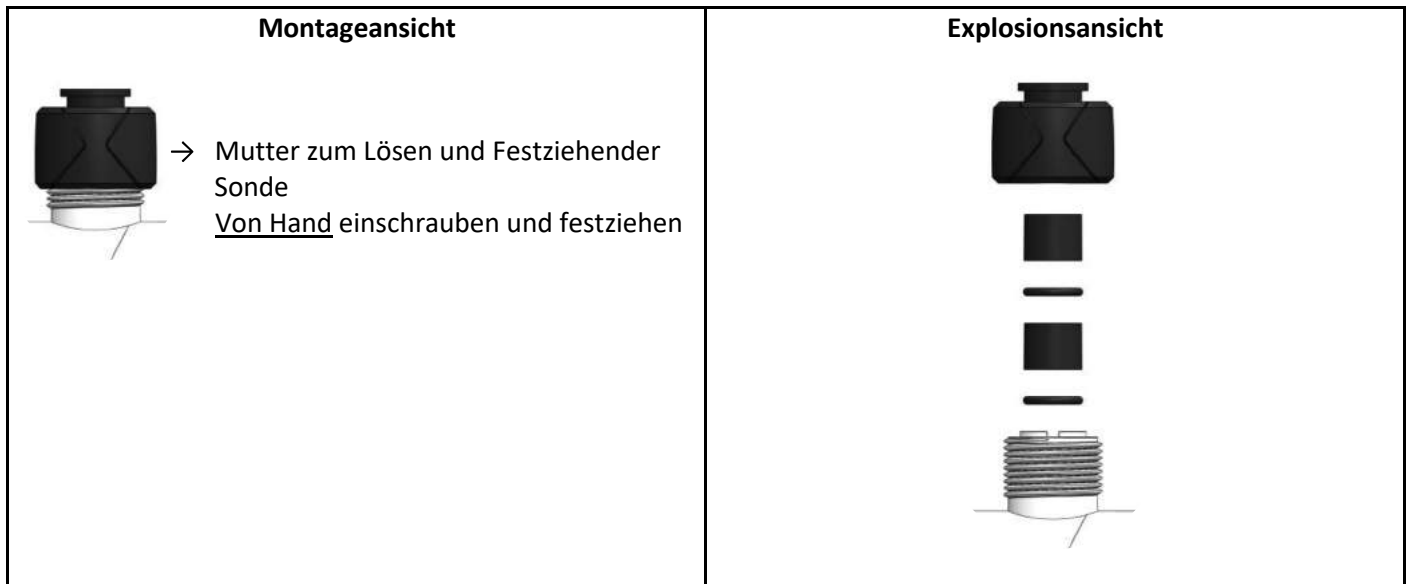 Montageansicht
Explosionsansicht
→ Mutter zum Lösen und Festziehender
Sonde
Von Hand einschrauben und festziehen